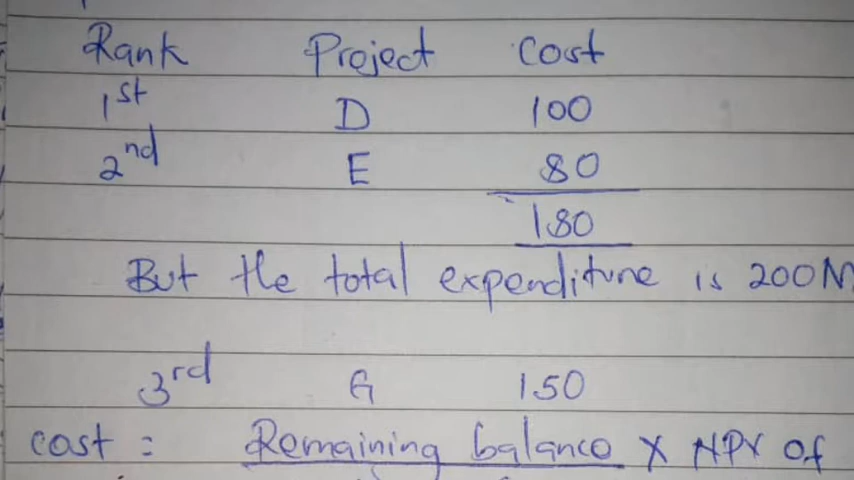 Rank Project Cost
1st D 100
2nd E 80
180
But the total expenditure is 200M
3rd G 150
cost = Remaining balance X NPV of